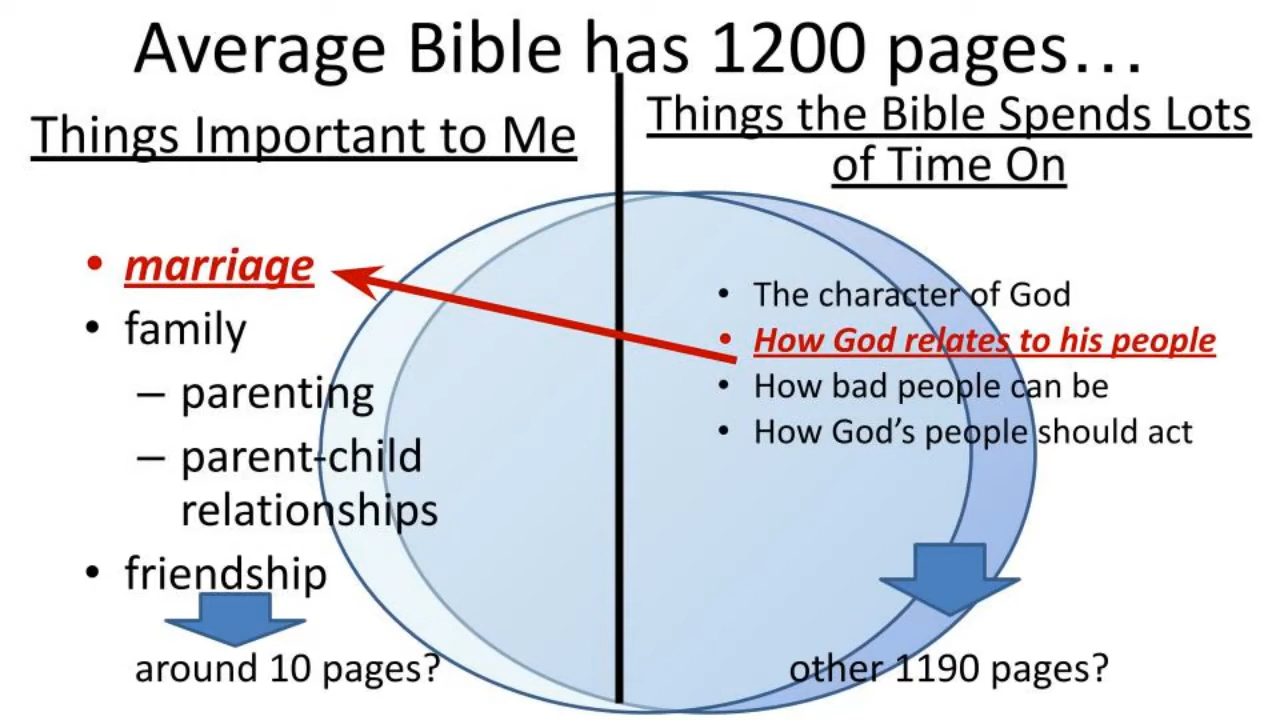 Average Bible has 1200 pages…
Things Important to Me
• marriage
• family
– parenting
– parent-child
relationships
• friendship
around 10 pages?
Things the Bible Spends Lots
of Time On
• The character of God
• How God relates to his people
• How bad people can be
• How God’s people should act
other 1190 pages?